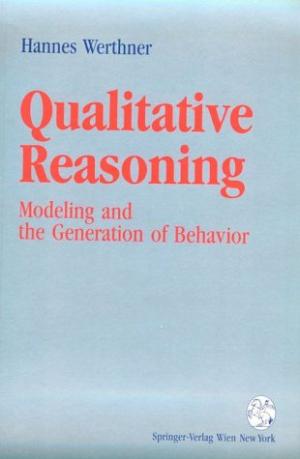 Hannes Werthner
Qualitative
Reasoning
Modeling and
the Generation of Behavior
Springer-Verlag Wien New York